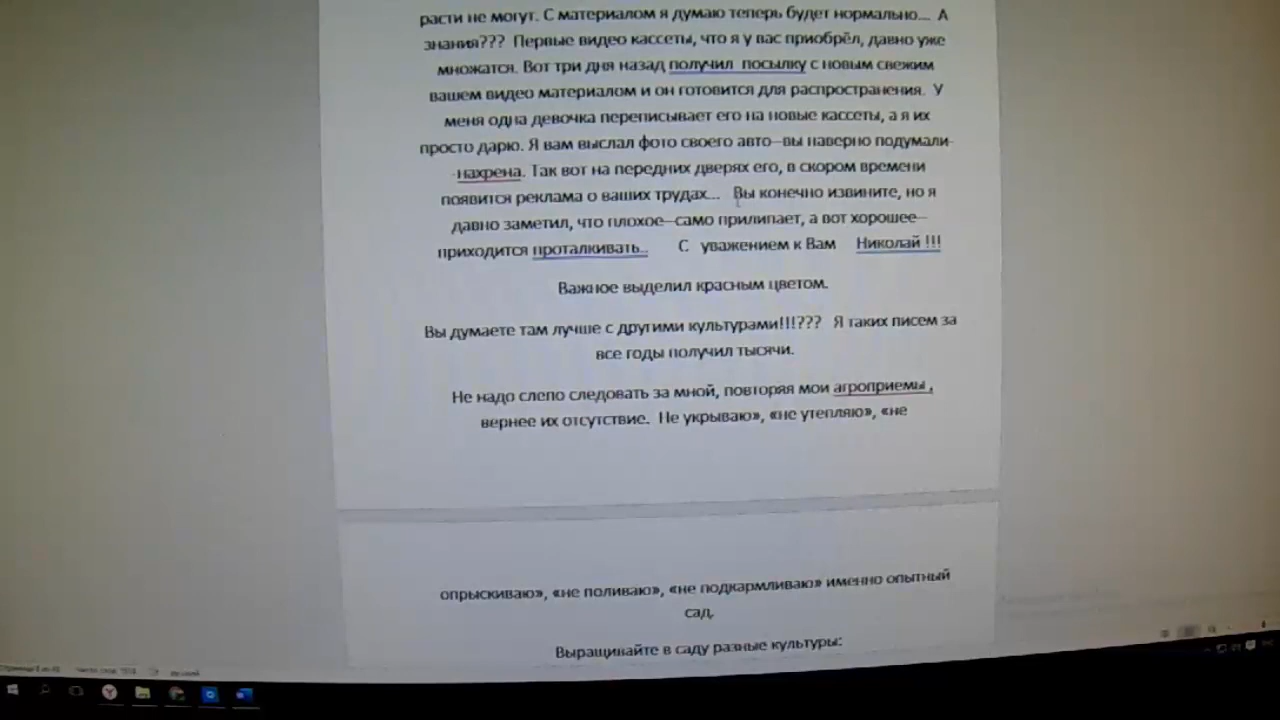 расти не могут. С материалом я думаю теперь будет нормально... А
знания??? Первые видео кассеты, что я у вас приобрёл, давно уже
множатся. Вот три дня назад получил посылку с новым свежим
вашем видео материалом и он готовится для распространения. У
меня одна девочка переписывает его на новые кассеты, а я их
просто дарю. Я вам выслал фото своего авто–вы наверно подумали-
-нахрена. Так вот на передних дверях его, в скором времени
появится реклама о ваших трудах... Вы конечно извините, но я
давно заметил, что плохое–само прилипает, а вот хорошее–
приходится проталкивать.. С уважением к Вам Николай !!!
Важное выделил красным цветом.
Вы думаете там лучше с другими культурами!!!??? Я таких писем за
все годы получил тысячи.
Не надо слепо следовать за мной, повторяя мои агроприемы ,
вернее их отсутствие. Не укрываю», «не утепляю», «не
опрыскиваю», «не поливаю», «не подкармливаю» именно опытный
сад.
Выращивайте в саду разные культуры: